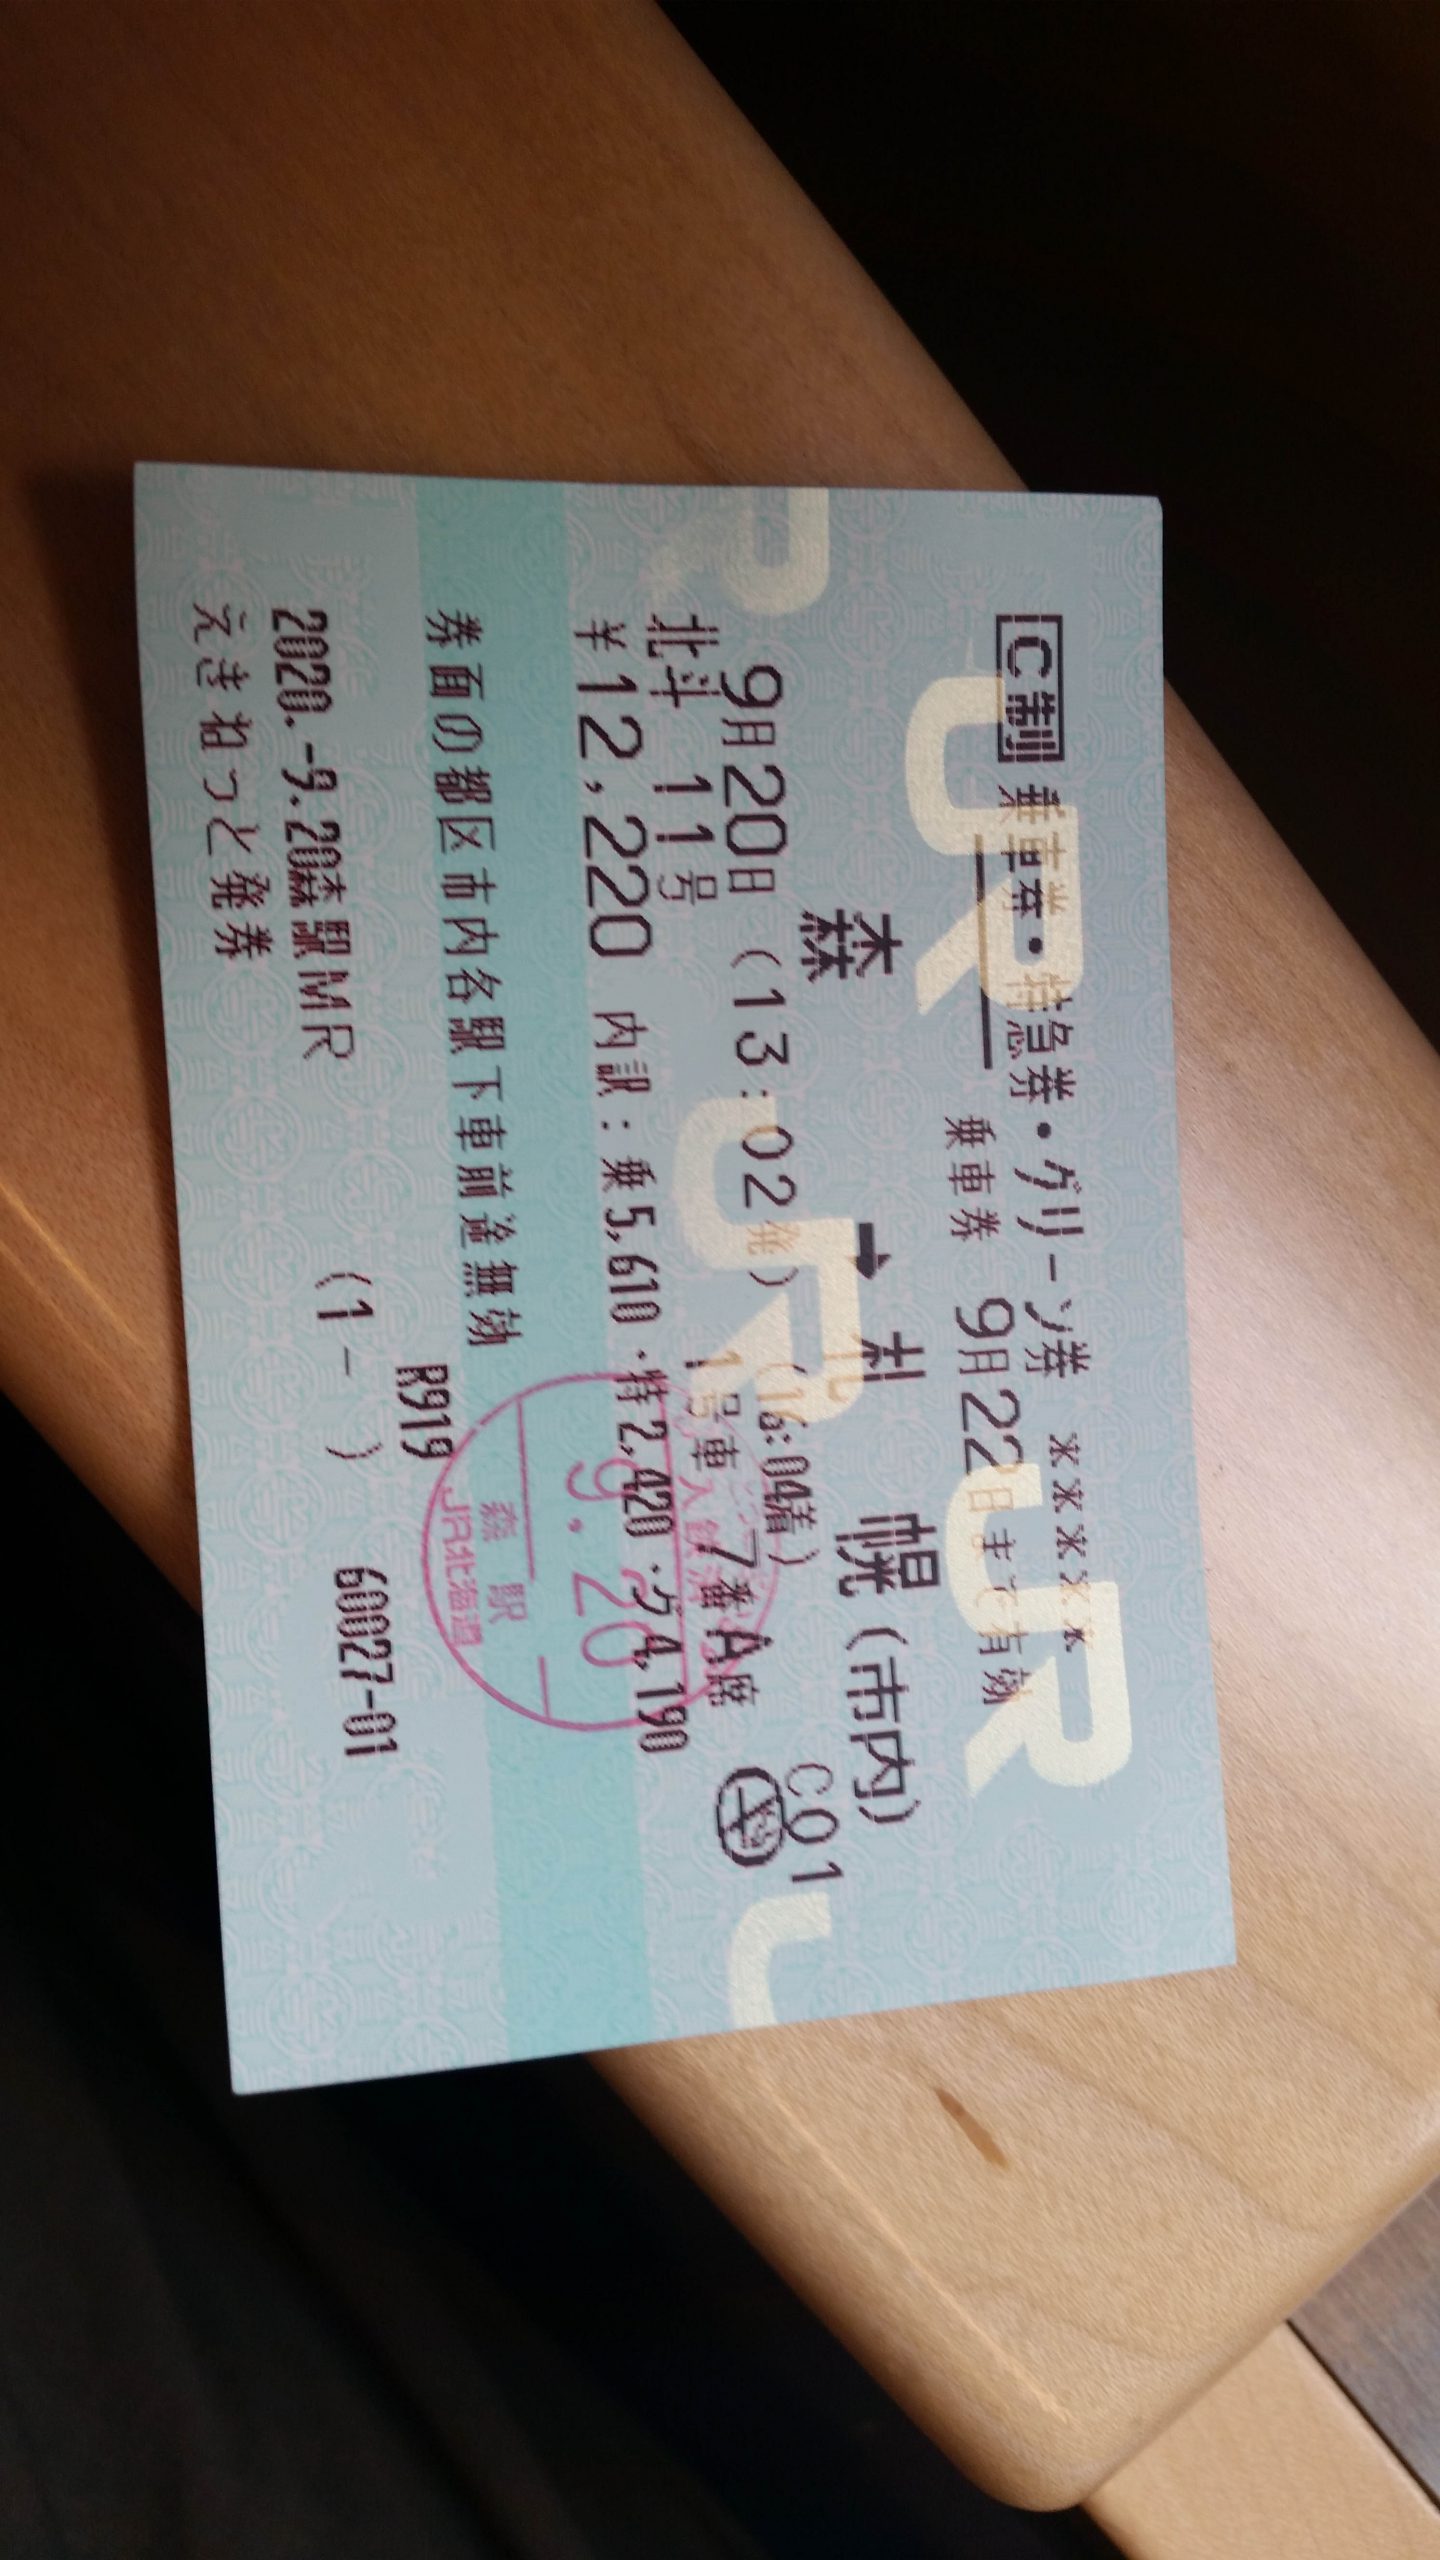 C制 乗車券・特急券・グリーン券 *****
乗車券 9月22日まで有効
森 → 札幌(市内)
9月20日 (13:02発) (16:04着) C01
北斗 11号 1号車 7番A席
¥12,220 内訳:乗5,610・特2,420・グ4,190
券面の都区市内各駅下車前途無効
R919
2020.-9.20森駅MR (1- ) 60027-01
えきねっと発券
9.20
森駅
JR北海道